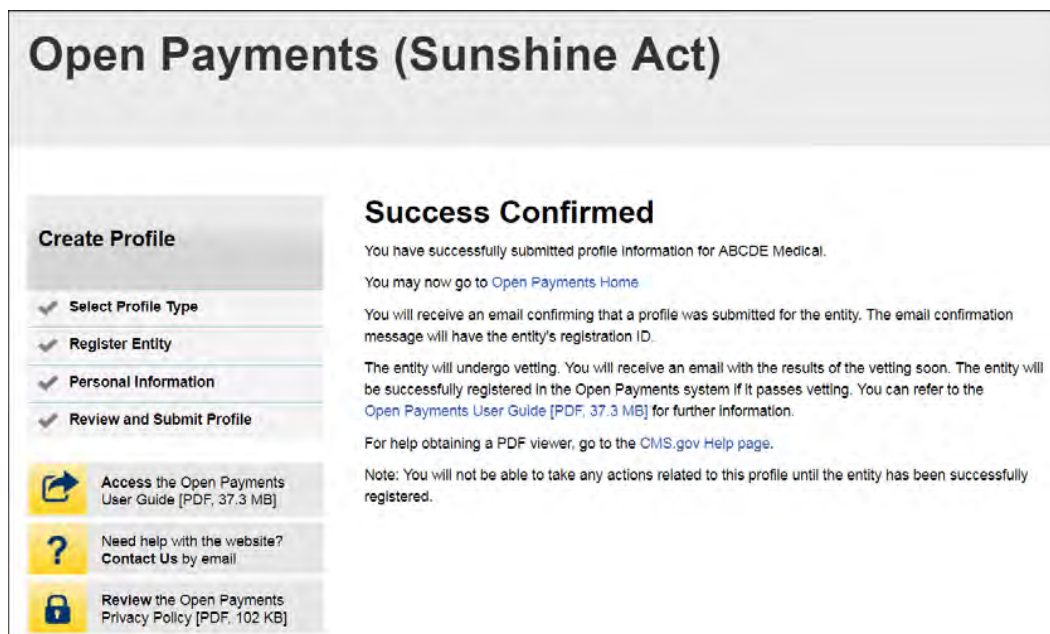 Open Payments (Sunshine Act)
Create Profile
Select Profile Type
Register Entity
Personal Information
Review and Submit Profile
Access the Open Payments
User Guide [PDF, 37.3 MB]
?
Need help with the website?
Contact Us by email
Review the Open Payments
Privacy Policy [PDF, 102 KB]
Success Confirmed
You have successfully submitted profile information for ABCDE Medical.
You may now go to Open Payments Home
You will receive an email confirming that a profile was submitted for the entity. The email confirmation
message will have the entity's registration ID.
The entity will undergo vetting. You will receive an email with the results of the vetting soon. The entity will
be successfully registered in the Open Payments system if it passes vetting. You can refer to the
Open Payments User Guide [PDF, 37.3 MB] for further information.
For help obtaining a PDF viewer, go to the CMS.gov Help page.
Note: You will not be able to take any actions related to this profile until the entity has been successfully
registered.